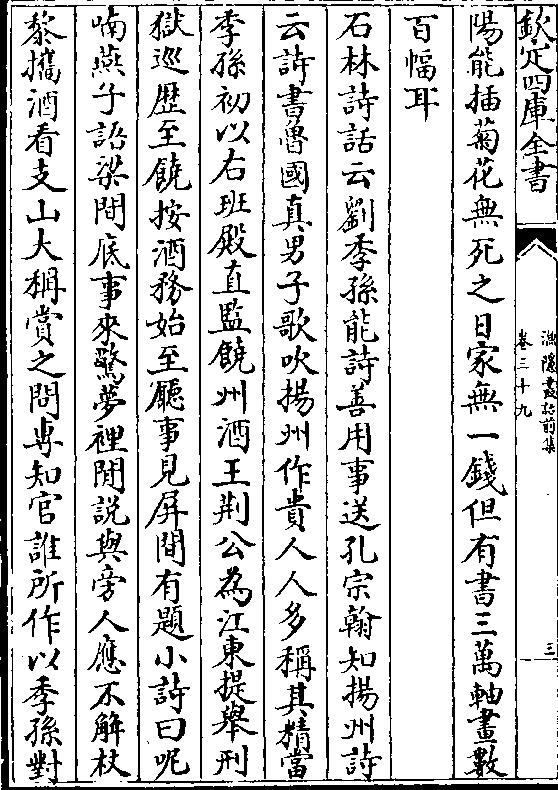 欽定四庫全書
漁隱叢話前集
卷三十九
三
陽能插菊花無死之日家無一錢但有書三萬軸畫數
百幅耳
石林詩話云劉季孫能詩善用事送孔宗翰知揚州詩
云詩書魯國真男子歌吹揚州作貴人人多稱其精當
季孫初以右班殿直監饒州酒王荆公為江東提舉刑
獄巡歷至饒按酒務始至廳事見屏間有題小詩曰呢
喃燕子語梁間底事來驚夢裡閒說與旁人應不解杖
黎攜酒看支山大稱賞之問専知官誰所作以季孫對